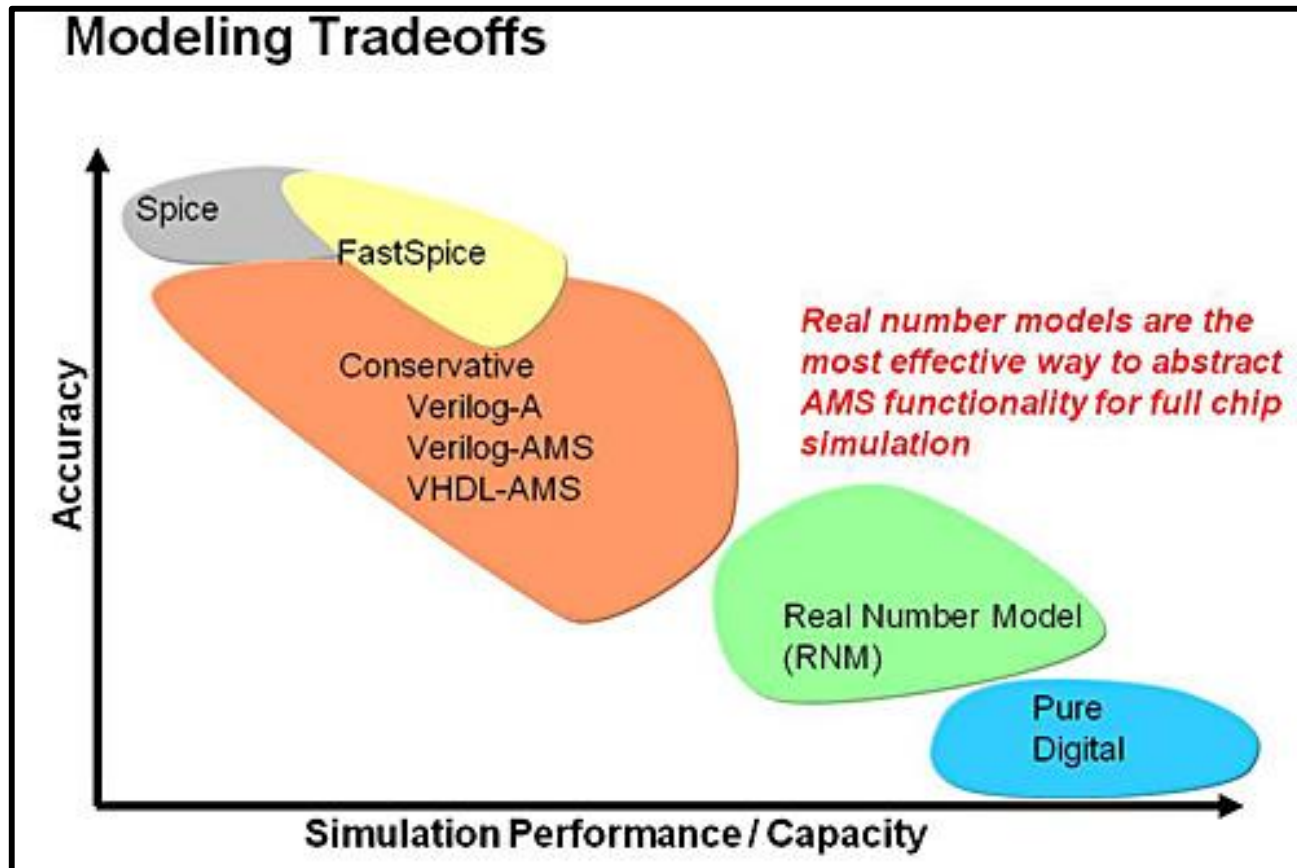 Modeling Tradeoffs
Spice
FastSpice
Conservative
Verilog-A
Verilog-AMS
VHDL-AMS
Real number models are the
most effective way to abstract
AMS functionality for full chip
simulation
Real Number Model
(RNM)
Pure
Digital
Accuracy
Simulation Performance / Capacity